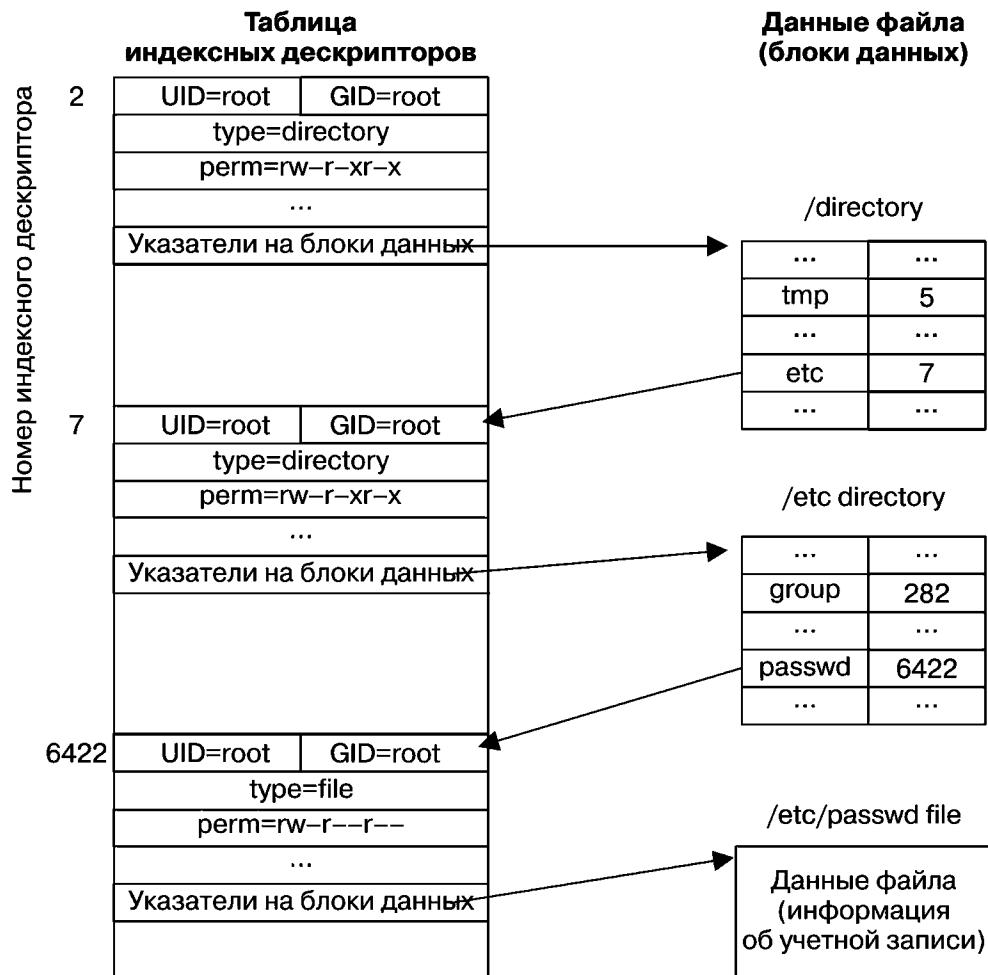 Таблица
индексных дескрипторов
Данные файла
(блоки данных)
Номер индексного дескриптора
2
UID=root GID=root
type=directory
perm=rw–r–xr–x
...
Указатели на блоки данных
/directory
... ...
tmp 5
... ...
etc 7
... ...
7
UID=root GID=root
type=directory
perm=rw–r–xr–x
...
Указатели на блоки данных
/etc directory
... ...
group 282
... ...
passwd 6422
... ...
6422
UID=root GID=root
type=file
perm=rw–r––r––
...
Указатели на блоки данных
/etc/passwd file
Данные файла
(информация
об учетной записи)